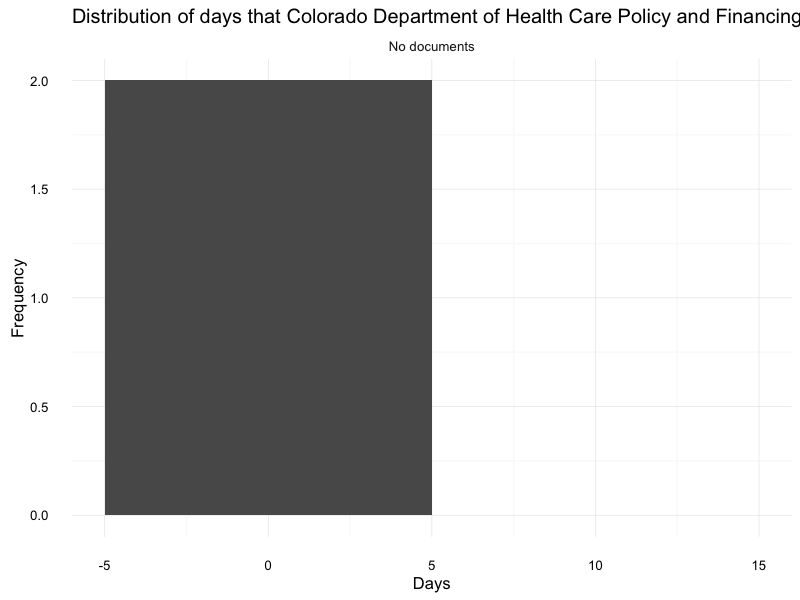 Distribution of days that Colorado Department of Health Care Policy and Financing
No documents
2.0
1.5
1.0
0.5
0.0
Frequency
-5 0 5 10 15
Days